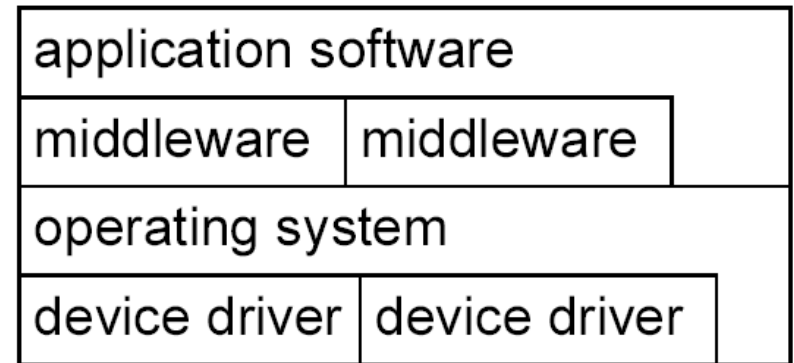 application software
middleware middleware
operating system
device driver device driver